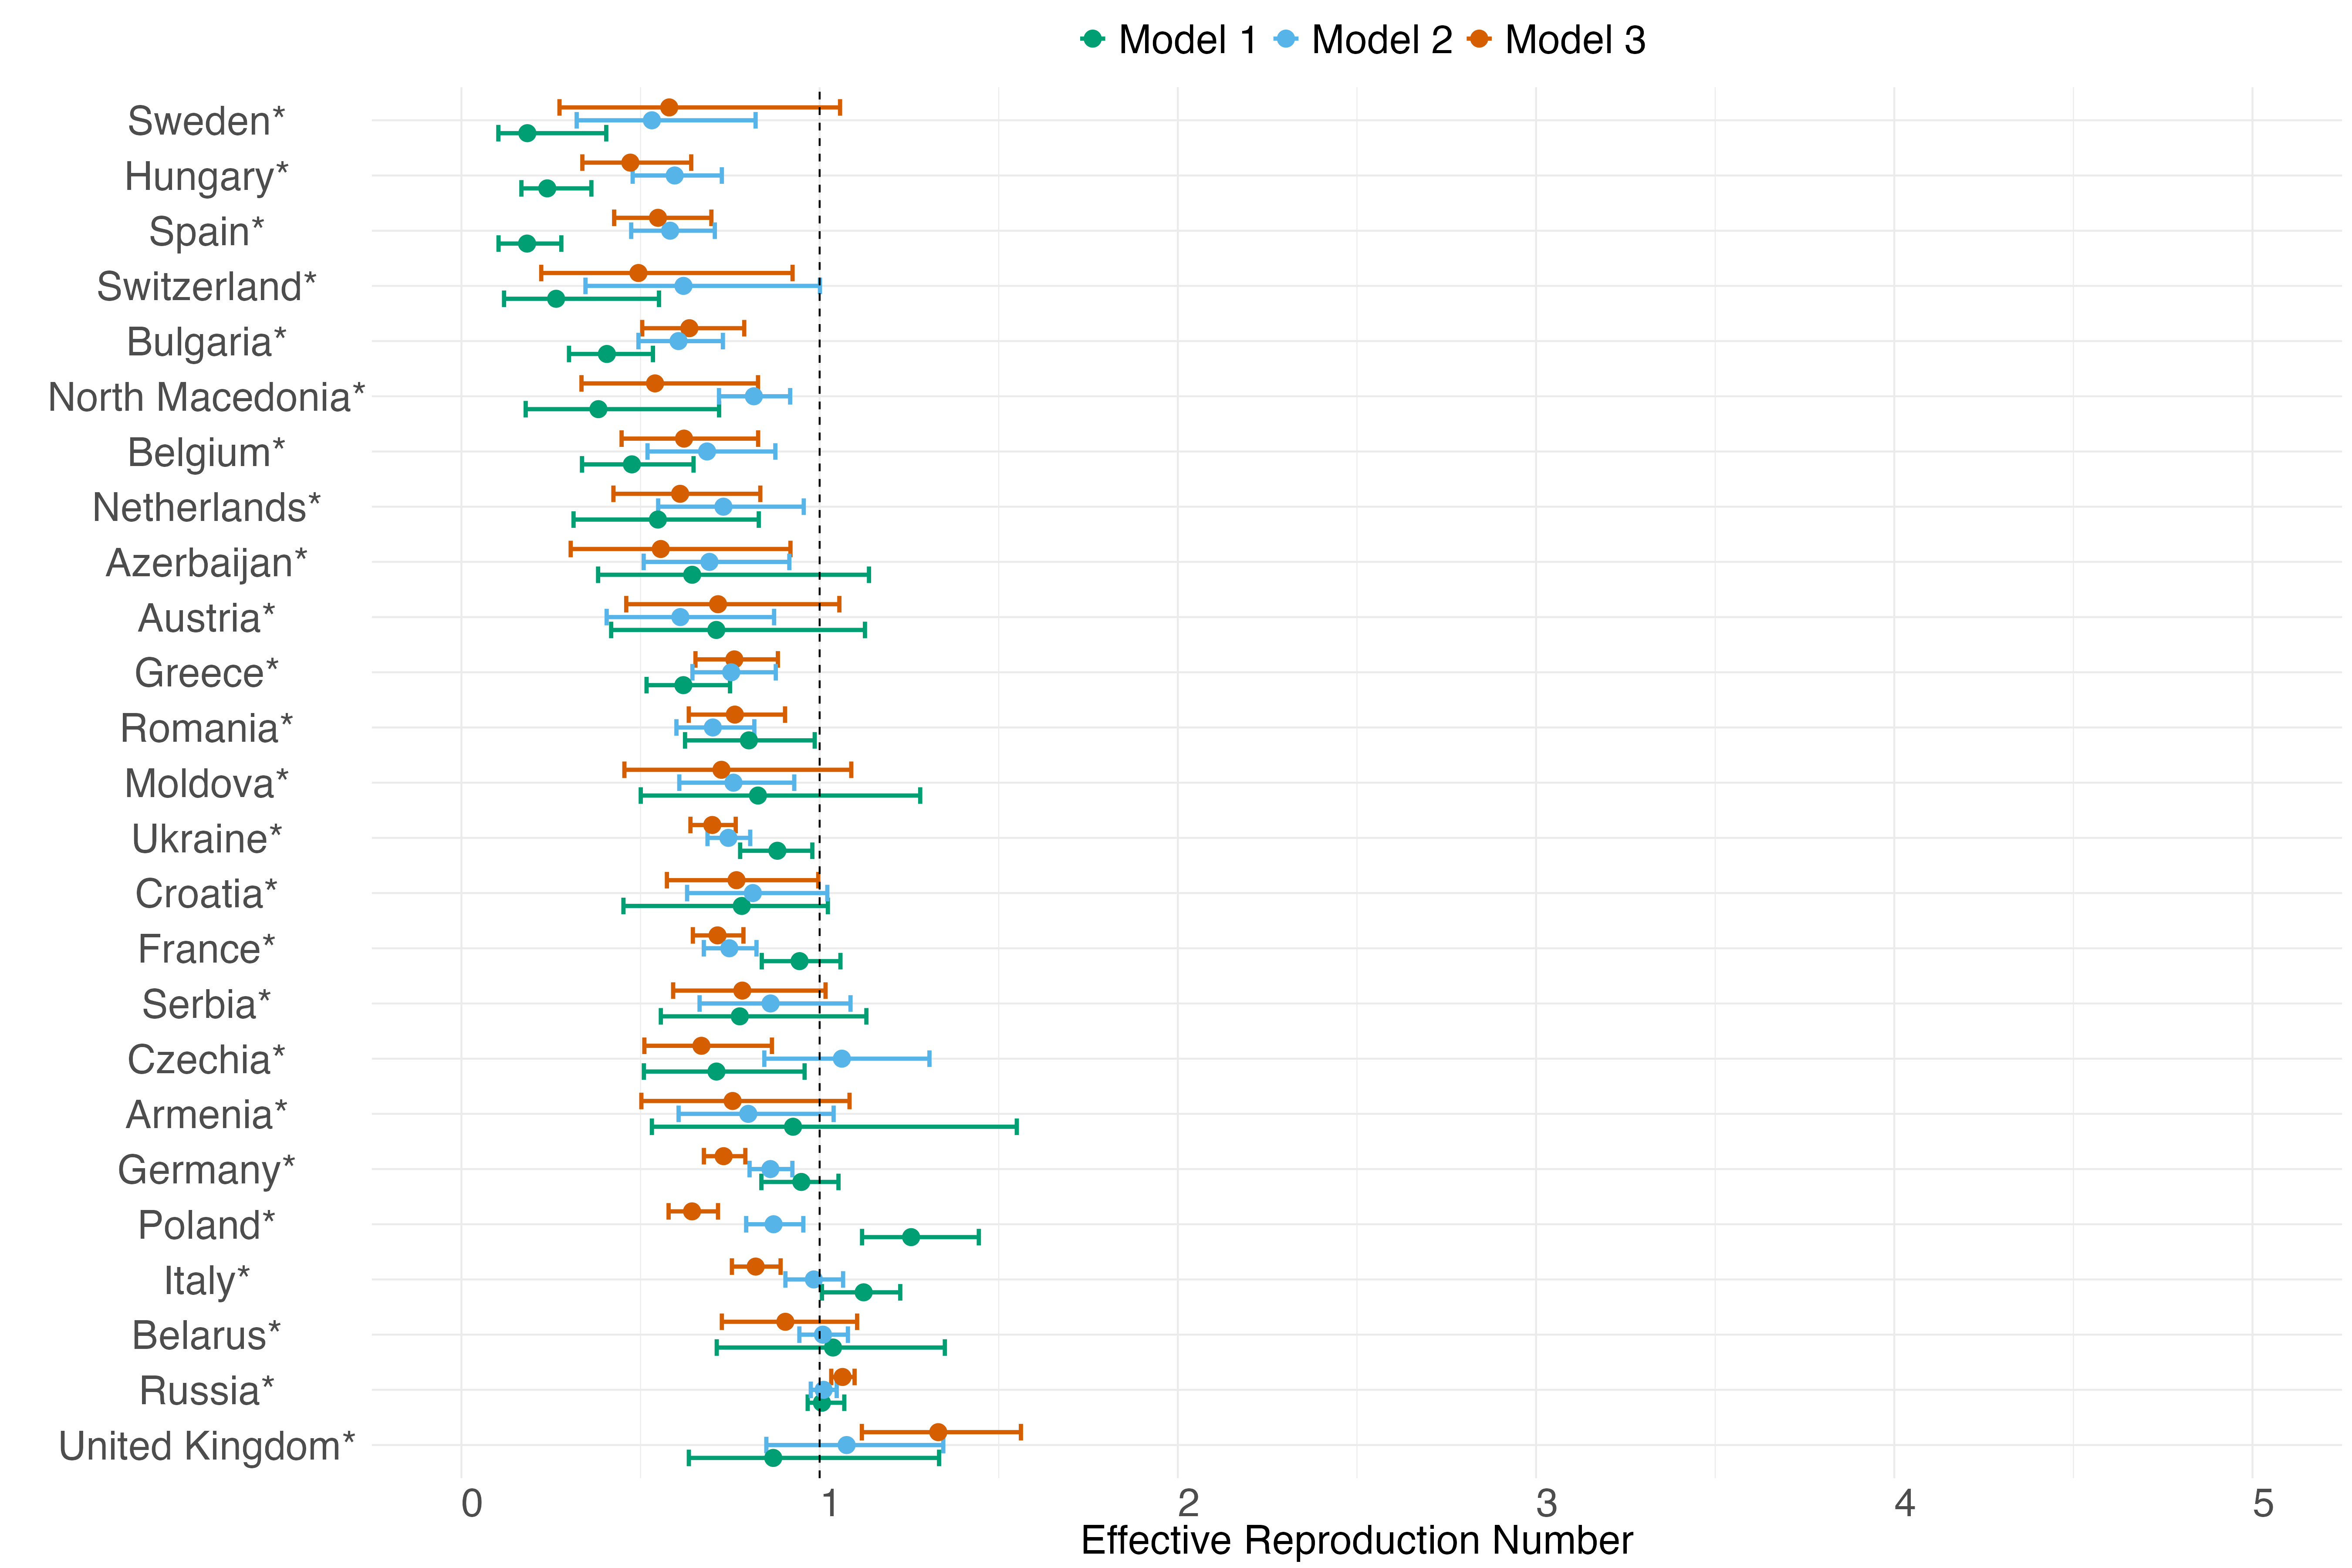 Model 1 Model 2 Model 3
Sweden*
Hungary*
Spain*
Switzerland*
Bulgaria*
North Macedonia*
Belgium*
Netherlands*
Azerbaijan*
Austria*
Greece*
Romania*
Moldova*
Ukraine*
Croatia*
France*
Serbia*
Czechia*
Armenia*
Germany*
Poland*
Italy*
Belarus*
Russia*
United Kingdom*
0 1 2 3 4 5
Effective Reproduction Number